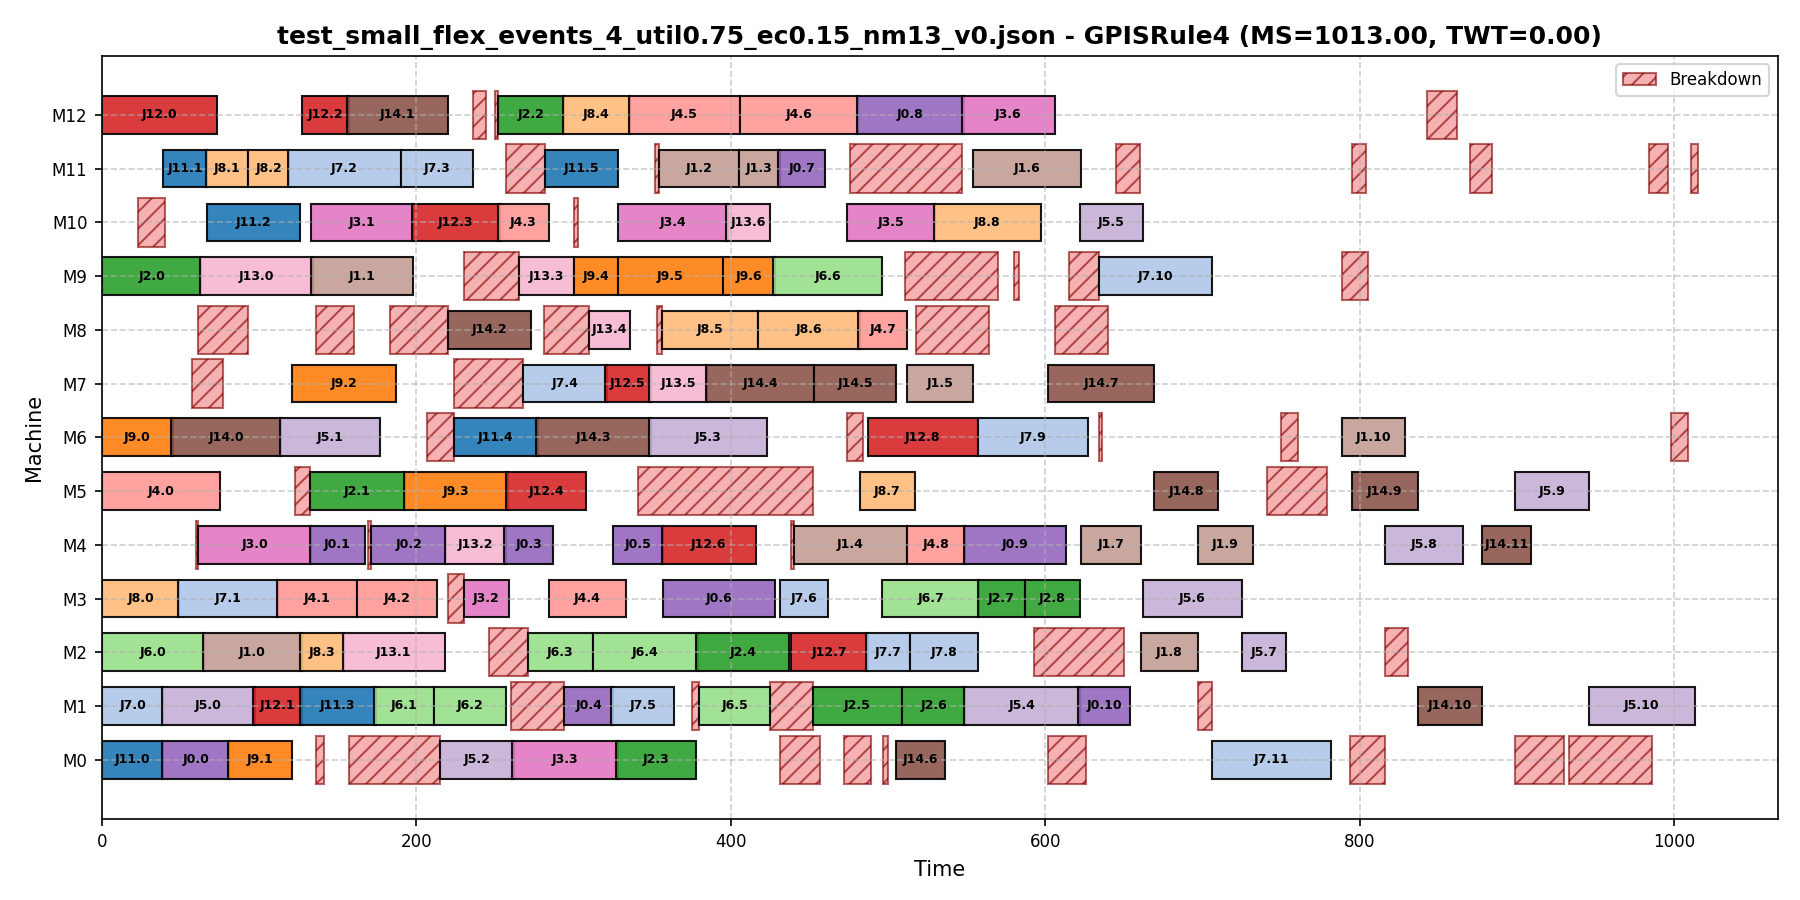 test_small_flex_events_4_util0.75_ec0.15_nm13_v0.json - GPISRule4 (MS=1013.00, TWT=0.00)
Breakdown
M12 J12.0 J12.2 J14.1 J2.2 J8.4 J4.5 J4.6 J0.8 J3.6
M11 J11.1 J8.1 J8.2 J7.2 J7.3 J11.5 J1.2 J1.3 J0.7 J1.6
M10 J11.2 J3.1 J12.3 J4.3 J3.4 J13.6 J3.5 J8.8 J5.5
M9 J2.0 J13.0 J1.1 J13.3 J9.4 J9.5 J9.6 J6.6 J7.10
M8 J14.2 J13.4 J8.5 J8.6 J4.7
M7 J9.2 J7.4 J12.5 J13.5 J14.4 J14.5 J1.5 J14.7
M6 J9.0 J14.0 J5.1 J11.4 J14.3 J5.3 J12.8 J7.9 J1.10
M5 J4.0 J2.1 J9.3 J12.4 J8.7 J14.8 J14.9 J5.9
M4 J3.0 J0.1 J0.2 J13.2 J0.3 J0.5 J12.6 J1.4 J4.8 J0.9 J1.7 J1.9 J5.8 J14.11
M3 J8.0 J7.1 J4.1 J4.2 J3.2 J4.4 J0.6 J7.6 J6.7 J2.7 J2.8 J5.6
M2 J6.0 J1.0 J8.3 J13.1 J6.3 J6.4 J2.4 J12.7 J7.7 J7.8 J1.8 J5.7
M1 J7.0 J5.0 J12.1 J11.3 J6.1 J6.2 J0.4 J7.5 J6.5 J2.5 J2.6 J5.4 J0.10 J14.10 J5.10
M0 J11.0 J0.0 J9.1 J5.2 J3.3 J2.3 J14.6 J7.11
0 200 400 600 800 1000
Time
Machine